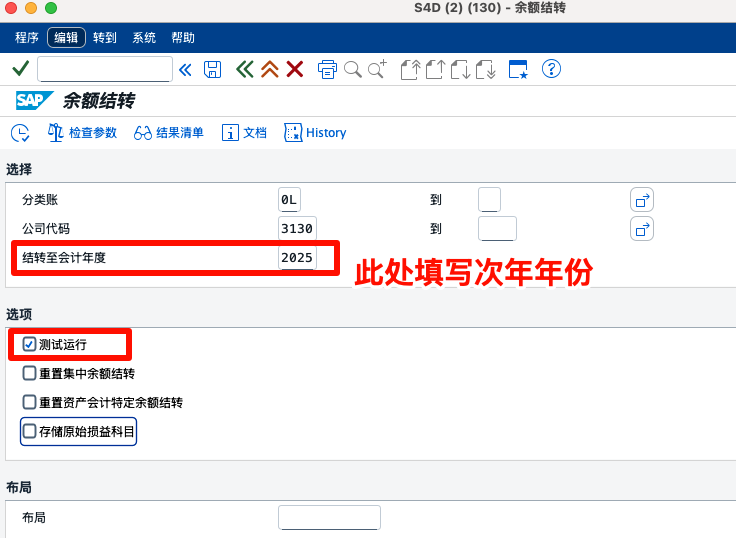 S4D (2) (130) - 余额结转
程序 编辑 转到 系统 帮助
SAP 余额结转
检查参数 结果清单 文档 History
选择
分类账 0L 到
公司代码 3130 到
结转至会计年度 2025
此处填写次年年份
选项
测试运行
重置集中余额结转
重置资产会计特定余额结转
存储原始损益科目
布局
布局